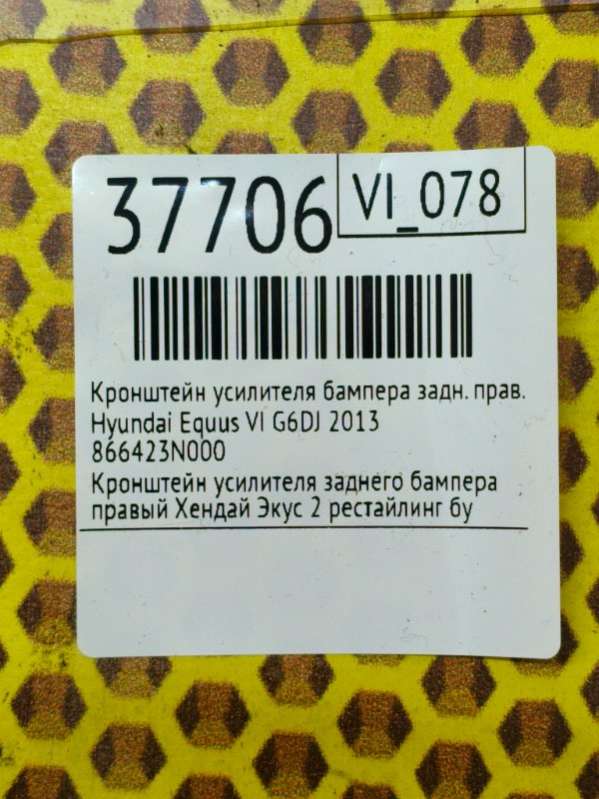 37706
VI_078
Кронштейн усилителя бампера задн. прав.
Hyundai Equus VI G6DJ 2013
866423N000
Кронштейн усилителя заднего бампера
правый Хендай Экус 2 рестайлинг бу